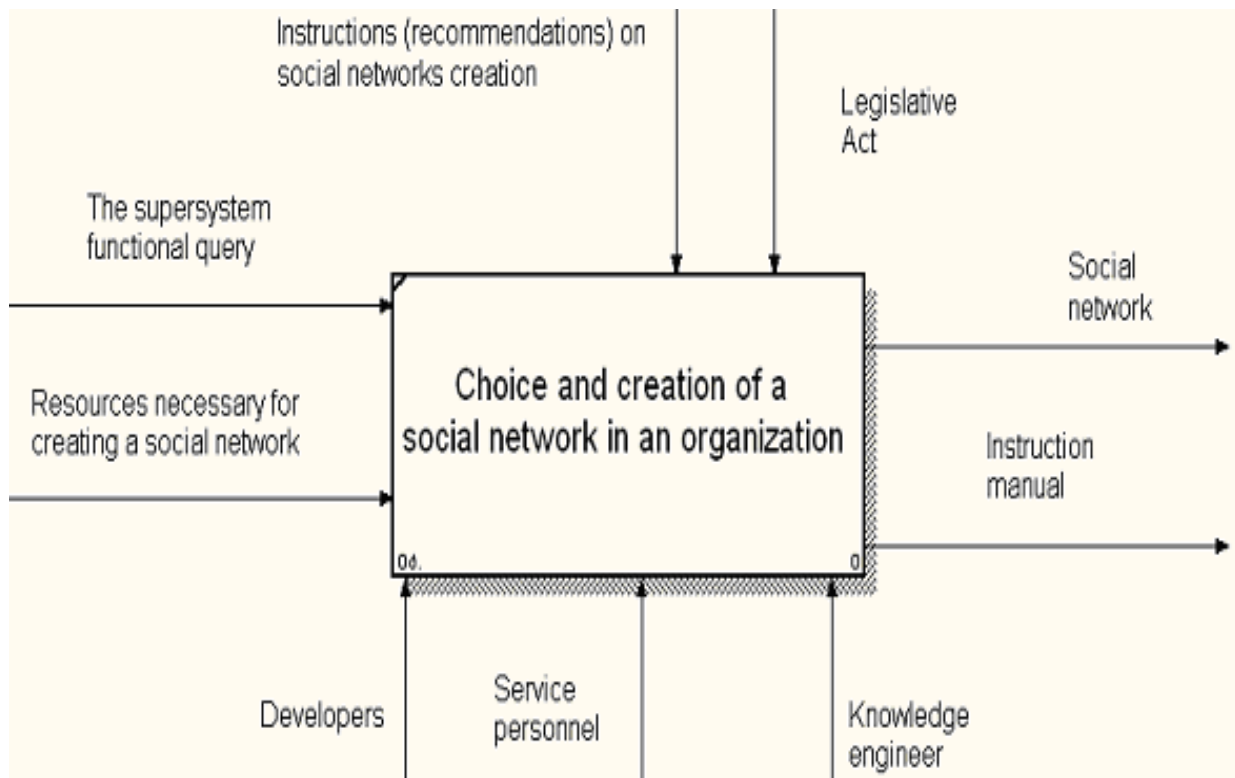 Instructions (recommendations) on
social networks creation
Legislative
Act
The supersystem
functional query
Social
network
Resources necessary for
creating a social network
Choice and creation of a
social network in an organization
Instruction
manual
0
Developers
Service
personnel
Knowledge
engineer